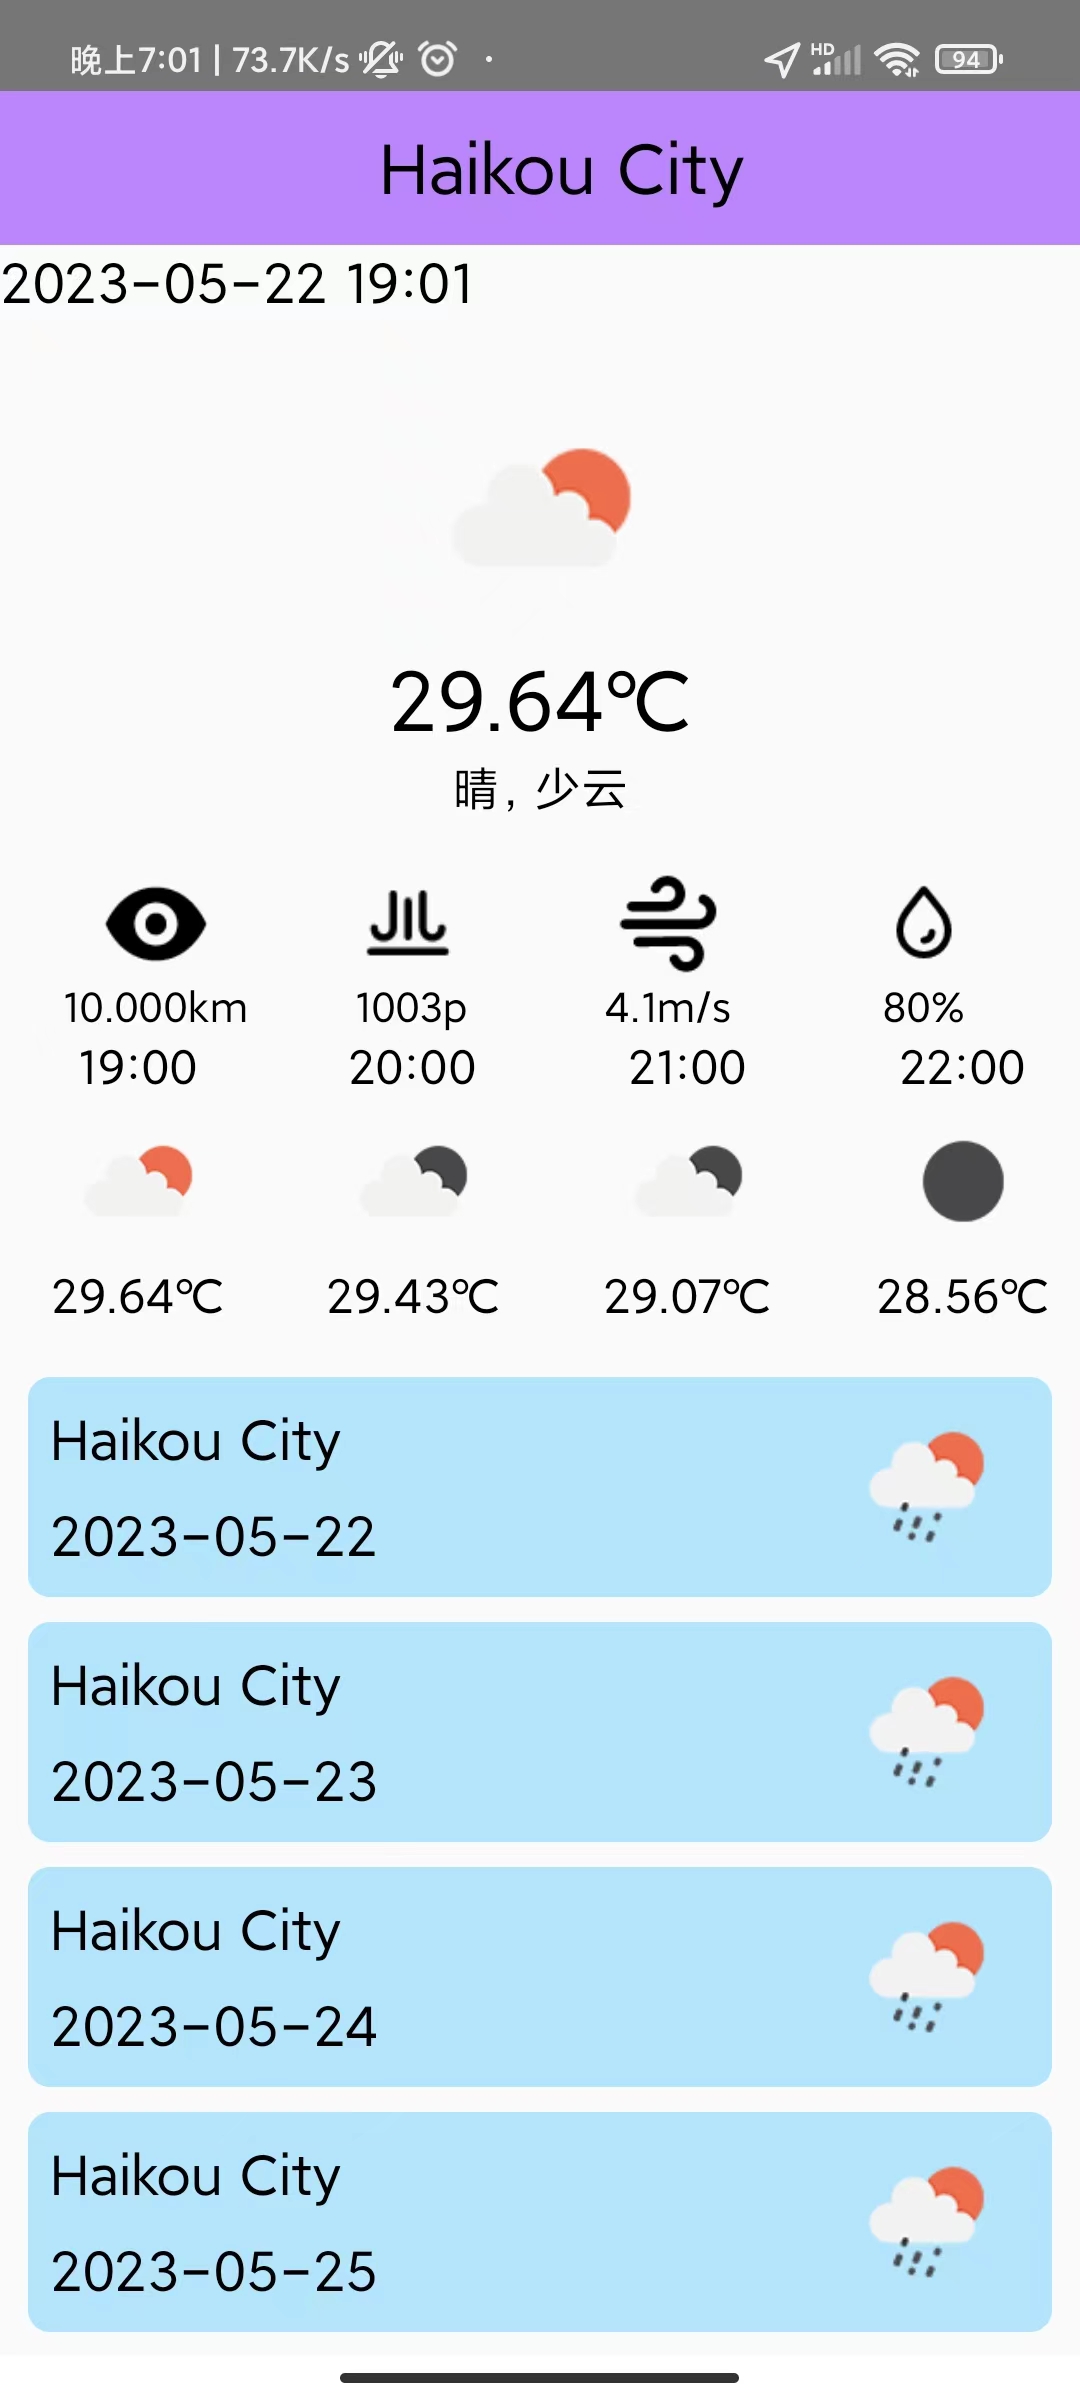 晚上7:01 | 73.7K/s HD 94
Haikou City
2023-05-22 19:01
29.64℃
晴, 少云
10.000km 1003p 4.1m/s 80%
19:00 20:00 21:00 22:00
29.64℃ 29.43℃ 29.07℃ 28.56℃
Haikou City
2023-05-22
Haikou City
2023-05-23
Haikou City
2023-05-24
Haikou City
2023-05-25